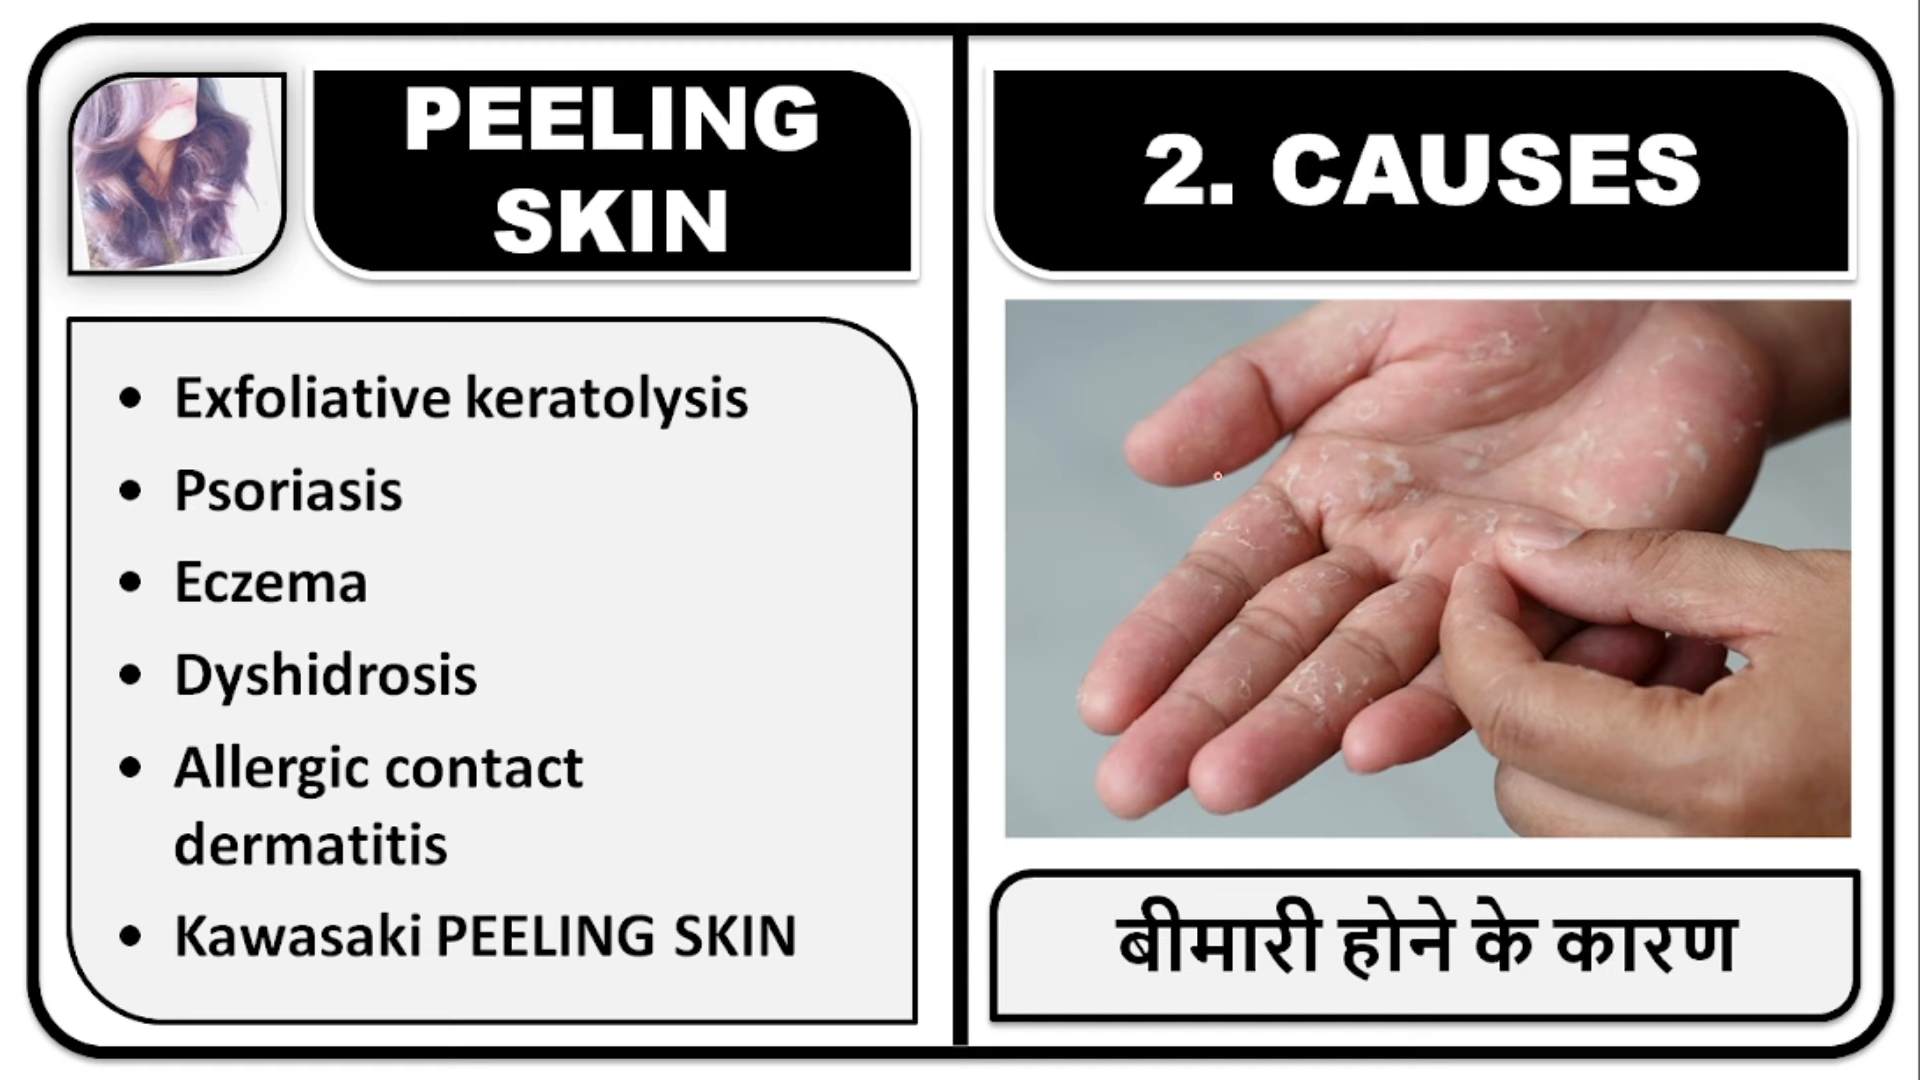 PEELING
SKIN
• Exfoliative keratolysis
• Psoriasis
• Eczema
• Dyshidrosis
• Allergic contact
dermatitis
• Kawasaki PEELING SKIN
2. CAUSES
बीमारी होने के कारण